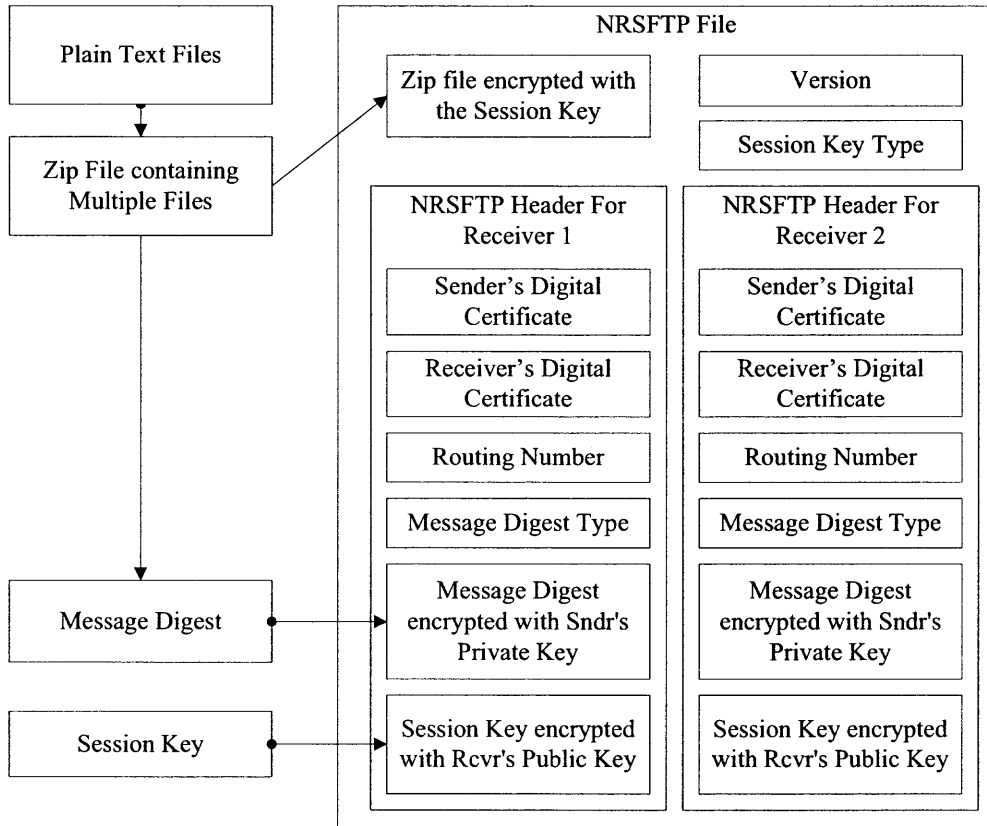 Plain Text Files
Zip File containing
Multiple Files
Message Digest
Session Key
NRSFTP File
Zip file encrypted with
the Session Key
Version
Session Key Type
NRSFTP Header For
Receiver 1
Sender's Digital
Certificate
Receiver's Digital
Certificate
Routing Number
Message Digest Type
Message Digest
encrypted with Sndr's
Private Key
Session Key encrypted
with Rcvr's Public Key
NRSFTP Header For
Receiver 2
Sender's Digital
Certificate
Receiver's Digital
Certificate
Routing Number
Message Digest Type
Message Digest
encrypted with Sndr's
Private Key
Session Key encrypted
with Rcvr's Public Key